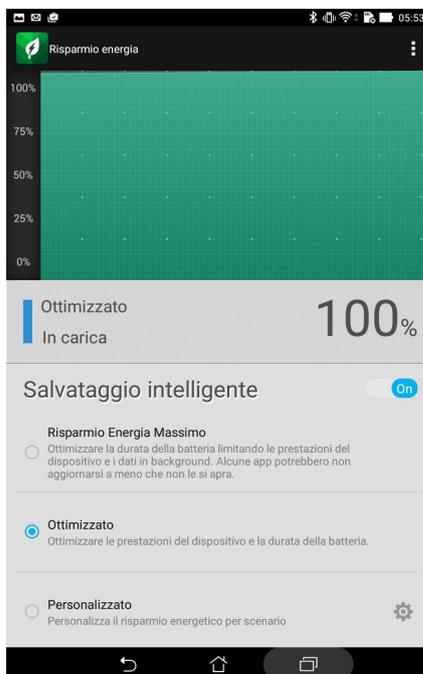 05:53
Risparmio energia
100%
75%
50%
25%
0%
Ottimizzato
In carica
100%
Salvataggio intelligente
On
Risparmio Energia Massimo
Ottimizzare la durata della batteria limitando le prestazioni del
dispositivo e i dati in background. Alcune app potrebbero non
aggiornarsi a meno che non le si apra.
Ottimizzato
Ottimizzare le prestazioni del dispositivo e la durata della batteria.
Personalizzato
Personalizza il risparmio energetico per scenario